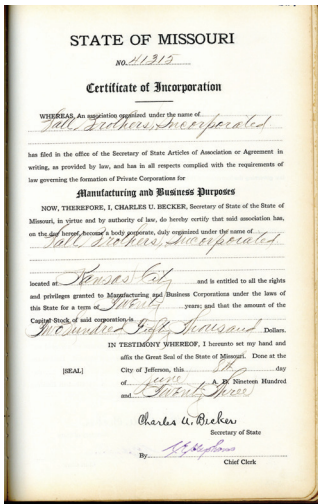 STATE OF MISSOURI
NO. 41315
Certificate of Incorporation
WHEREAS, An association organized under the name of
Brothers, Incorporated
has filed in the office of the Secretary of State Articles of Association or Agreement in
writing, as provided by law, and has in all respects complied with the requirements of
law governing the formation of Private Corporations for
Manufacturing and Business Purposes
NOW, THEREFORE, I, CHARLES U. BECKER, Secretary of State of the State of
Missouri, in virtue and by authority of law, do hereby certify that said association has,
on the day hereof, become a body corporate, duly organized under the name of
Brothers, Incorporated
located at Kansas City and is entitled to all the rights
and privileges granted to Manufacturing and Business Corporations under the laws of
this State for a term of Twenty years; and that the amount of the
Capital Stock of said corporation is
Two Hundred Fifty Thousand Dollars.
IN TESTIMONY WHEREOF, I hereunto set my hand and
affix the Great Seal of the State of Missouri. Done at the
[SEAL] City of Jefferson, this 8th day
of June A. D. Nineteen Hundred
and Twenty Three
Charles U. Becker
Secretary of State
By
Chief Clerk